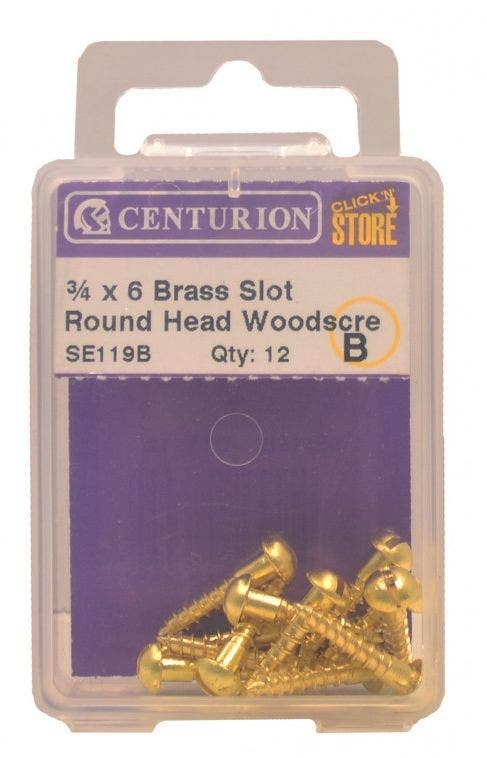 CENTURION
CLICK 'N'
STORE
¾ x 6 Brass Slot
Round Head Woodscre
SE119B Qty: 12 B